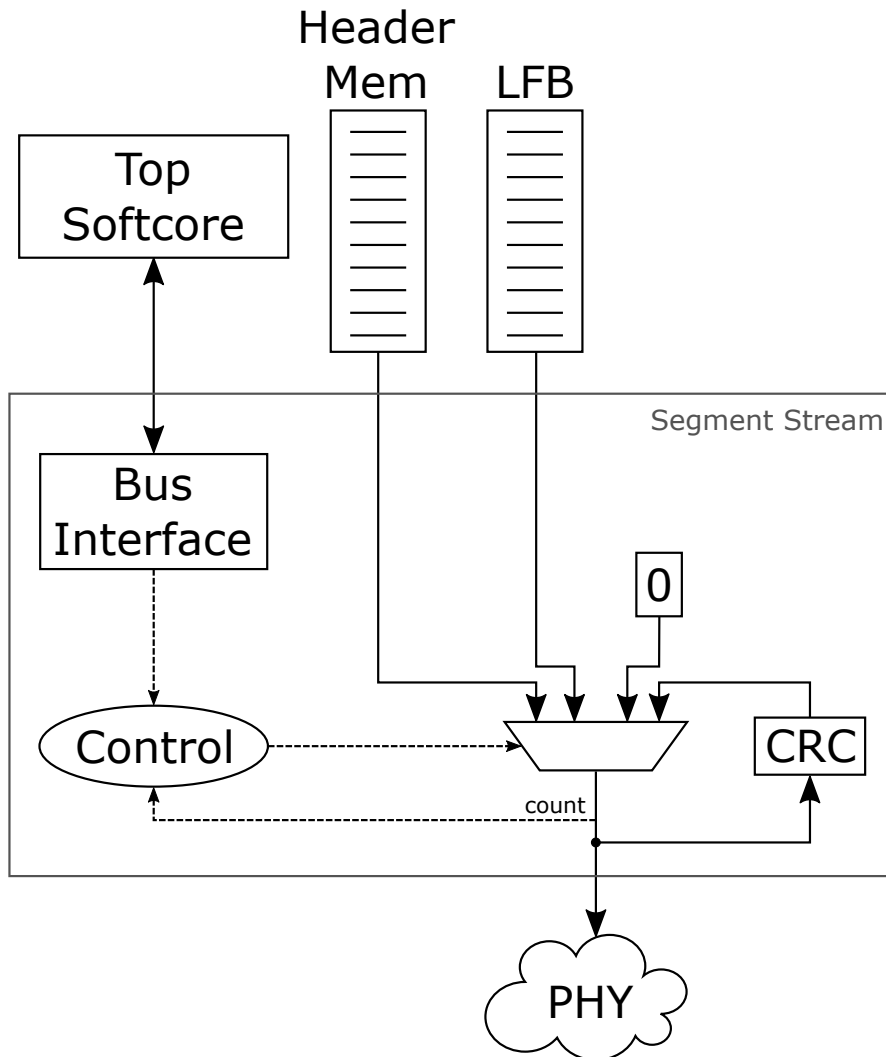 Header
Mem
LFB
Top
Softcore
Segment Stream
Bus
Interface
0
Control
CRC
count
PHY